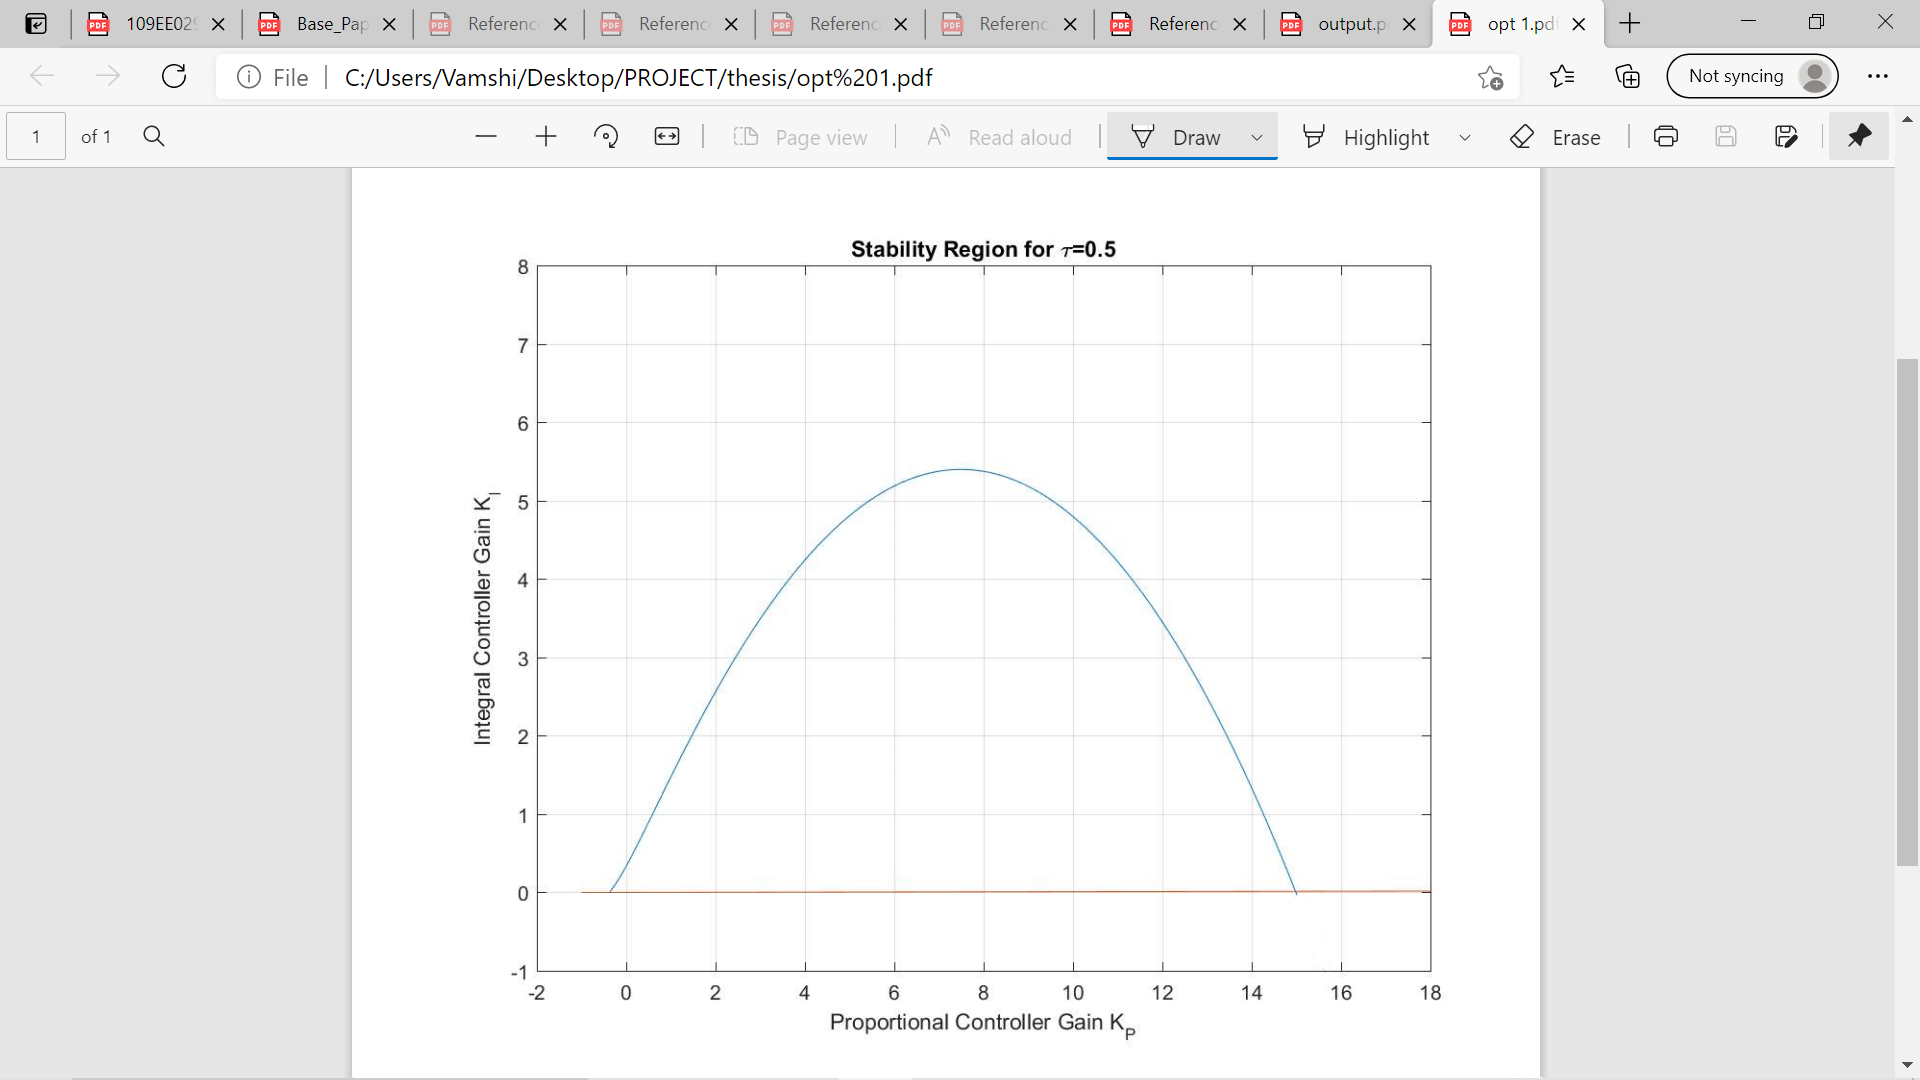 109EE029
Base_Pap
Referenc
Referenc
Referenc
Referenc
Referenc
output.p
opt 1.pdf
File
C:/Users/Vamshi/Desktop/PROJECT/thesis/opt%201.pdf
Not syncing
1 of 1
Page view
Read aloud
Draw
Highlight
Erase
Stability Region for τ=0.5
8
7
6
5
4
3
2
1
0
-1
Integral Controller Gain K_I
-2 0 2 4 6 8 10 12 14 16 18
Proportional Controller Gain K_P